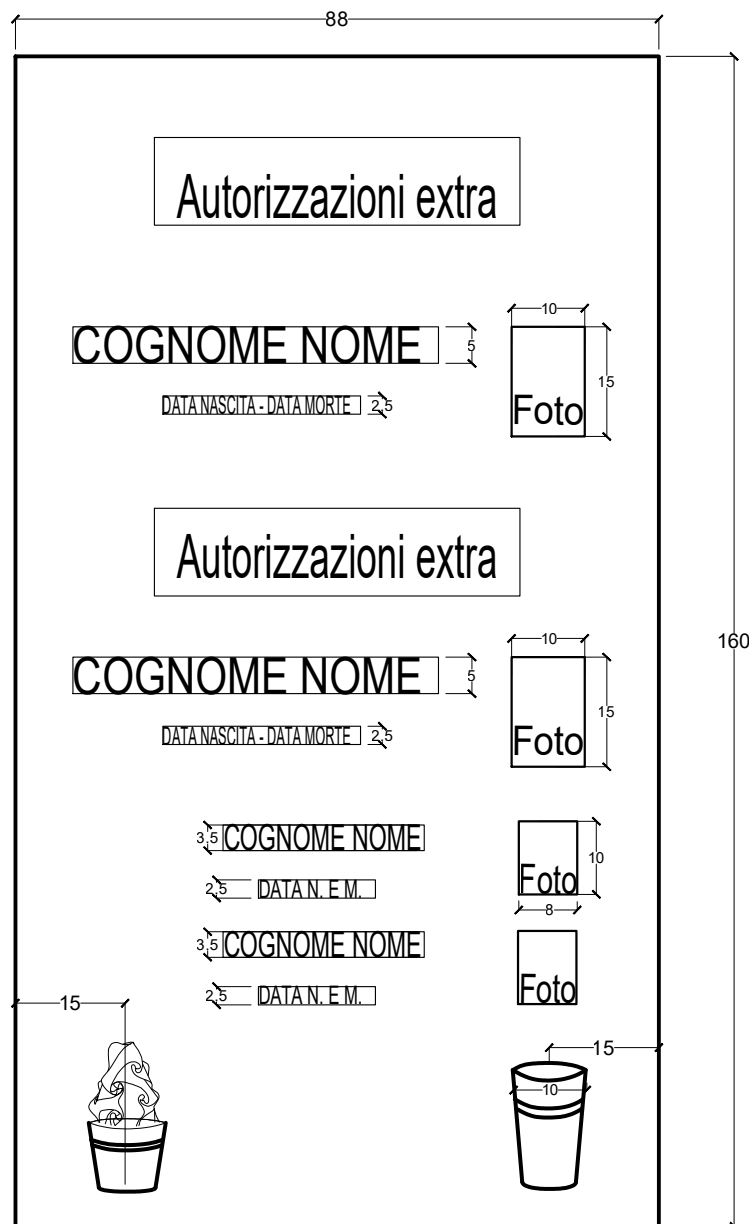 88
Autorizzazioni extra
10
COGNOME NOME
5
15
DATA NASCITA - DATA MORTE
2,5
Foto
Autorizzazioni extra
160
10
COGNOME NOME
5
15
DATA NASCITA - DATA MORTE
2,5
Foto
3,5 COGNOME NOME
10
2,5 DATA N. E M.
Foto
8
3,5 COGNOME NOME
2,5 DATA N. E M.
Foto
15
15
10